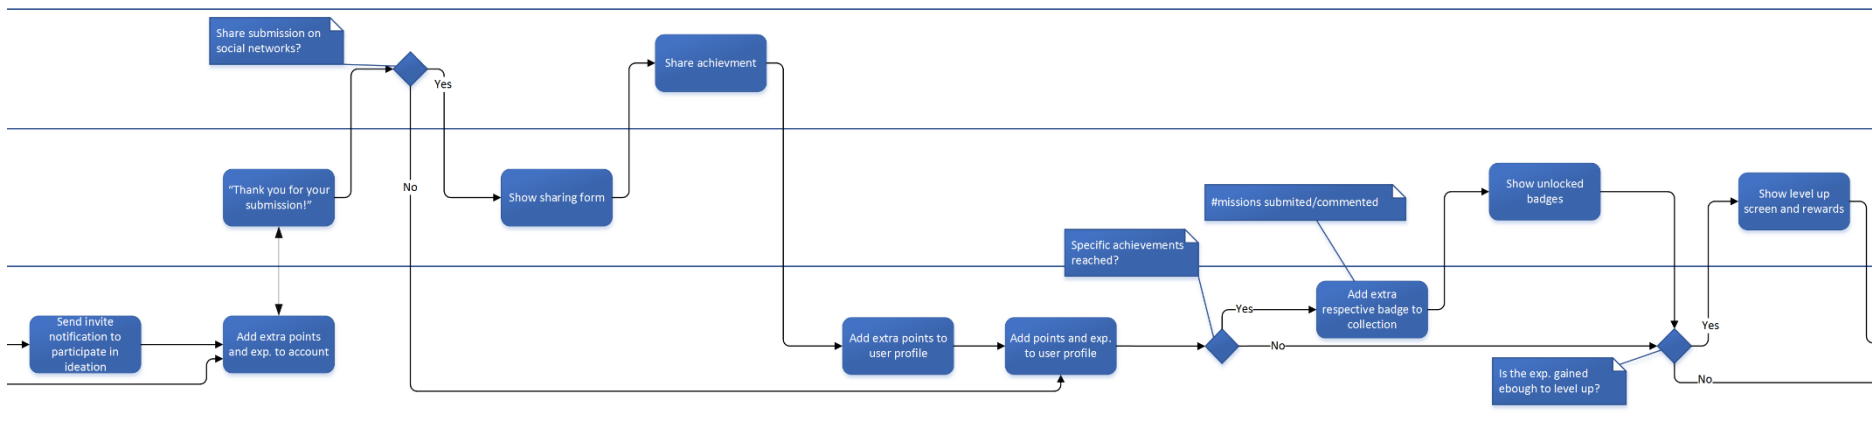 Share submission on
social networks?
Yes
Share achievment
No
“Thank you for your
submission!”
Show sharing form
Send invite
notification to
participate in
ideation
Add extra points
and exp. to account
Add extra points to
user profile
Add points and exp.
to user profile
Specific achievements
reached?
#missions submited/commented
Yes
No
Add extra
respective badge to
collection
Show unlocked
badges
Is the exp. gained
ebough to level up?
Yes
No
Show level up
screen and rewards